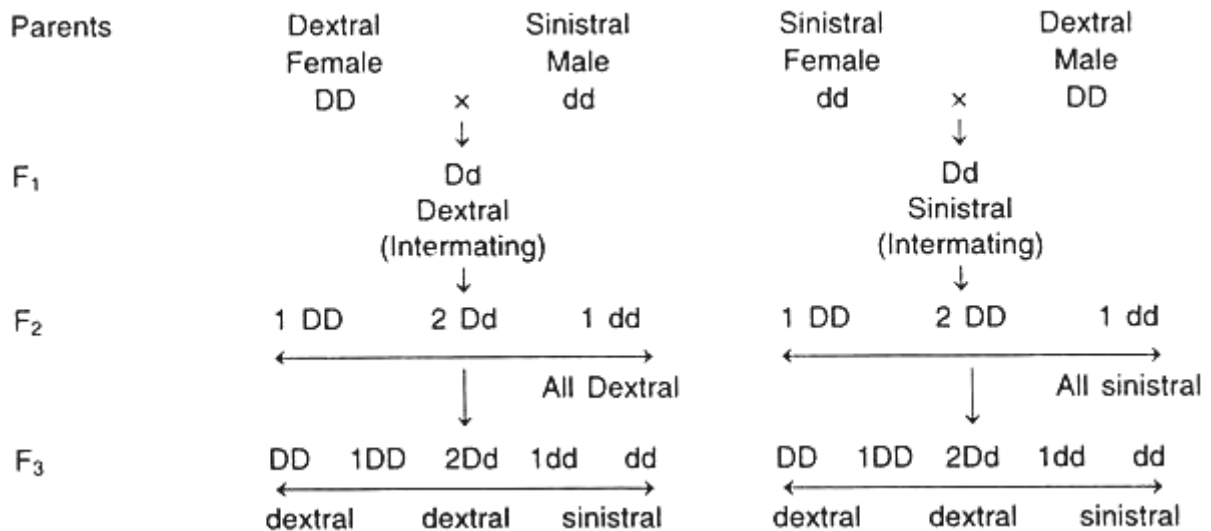 Parents Dextral Sinistral Sinistral Dextral
Female Male Female Male
DD × dd dd × DD
F₁ Dd Dd
Dextral Sinistral
(Intermating) (Intermating)
F₂ 1 DD 2 Dd 1 dd 1 DD 2 DD 1 dd
All Dextral All sinistral
F₃ DD 1DD 2Dd 1dd dd DD 1DD 2Dd 1dd dd
dextral dextral sinistral dextral dextral sinistral